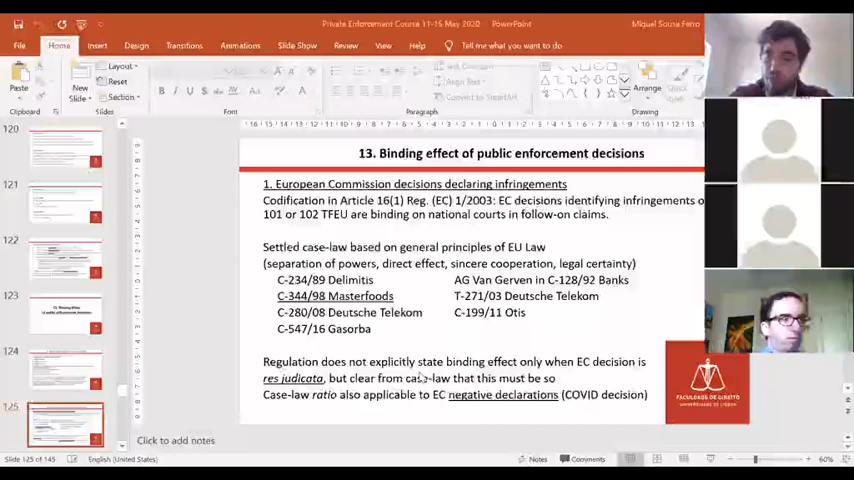 Private Enforcement Course 11-15 May 2020 - PowerPoint
Miguel Sousa Ferro
File Home Insert Design Transitions Animations Slide Show Review View Help Tell me what you want to do
Paste
New
Slide
Layout
Reset
Section
B I U S
Align Text
Convert to SmartArt
Arrange
Quick
Clipboard Slides Font Paragraph Drawing
120
121
122
123
124
125
13. Binding effect of public enforcement decisions
1. European Commission decisions declaring infringements
Codification in Article 16(1) Reg. (EC) 1/2003: EC decisions identifying infringements o
101 or 102 TFEU are binding on national courts in follow-on claims.
Settled case-law based on general principles of EU Law
(separation of powers, direct effect, sincere cooperation, legal certainty)
C-234/89 Delimitis AG Van Gerven in C-128/92 Banks
C-344/98 Masterfoods T-271/03 Deutsche Telekom
C-280/08 Deutsche Telekom C-199/11 Otis
C-547/16 Gasorba
Regulation does not explicitly state binding effect only when EC decision is
res judicata, but clear from case-law that this must be so
Case-law ratio also applicable to EC negative declarations (COVID decision)
FACULDADE DE DIREITO
UNIVERSIDADE DE LISBOA
Click to add notes
Slide 125 of 145 English (United States) Notes Comments 60%